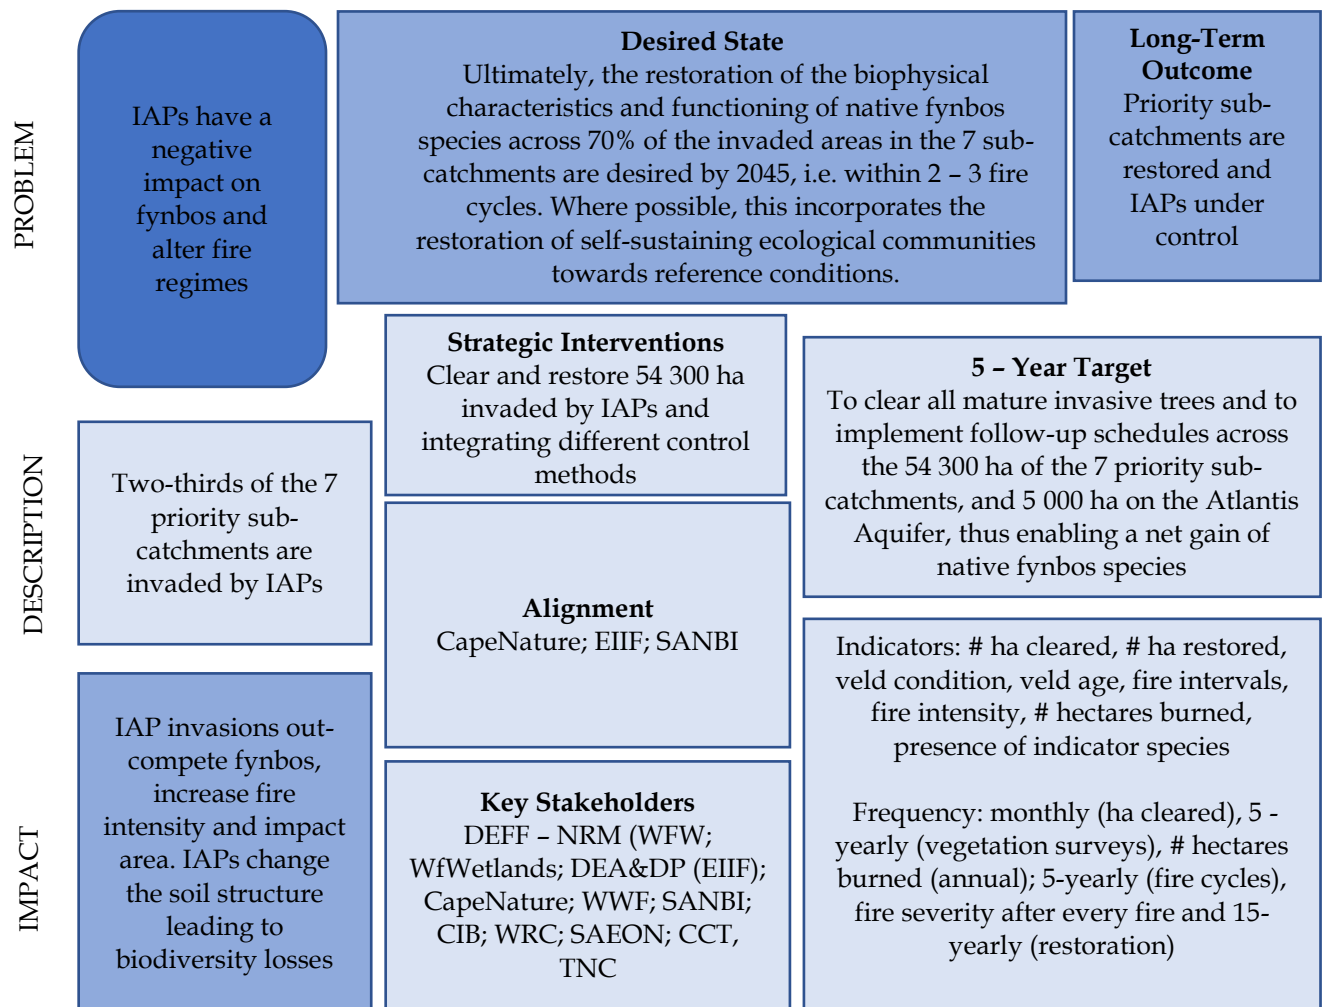 PROBLEM
IAPs have a
negative
impact on
fynbos and
alter fire
regimes
Desired State
Ultimately, the restoration of the biophysical
characteristics and functioning of native fynbos
species across 70% of the invaded areas in the 7 sub-
catchments are desired by 2045, i.e. within 2 – 3 fire
cycles. Where possible, this incorporates the
restoration of self-sustaining ecological communities
towards reference conditions.
Long-Term
Outcome
Priority sub-
catchments are
restored and
IAPs under
control
DESCRIPTION
Two-thirds of the 7
priority sub-
catchments are
invaded by IAPs
Strategic Interventions
Clear and restore 54 300 ha
invaded by IAPs and
integrating different control
methods
5 – Year Target
To clear all mature invasive trees and to
implement follow-up schedules across
the 54 300 ha of the 7 priority sub-
catchments, and 5 000 ha on the Atlantis
Aquifer, thus enabling a net gain of
native fynbos species
Alignment
CapeNature; EIIF; SANBI
IMPACT
IAP invasions out-
compete fynbos,
increase fire
intensity and impact
area. IAPs change
the soil structure
leading to
biodiversity losses
Key Stakeholders
DEFF – NRM (WFW;
WfWetlands; DEA&DP (EIIF);
CapeNature; WWF; SANBI;
CIB; WRC; SAEON; CCT,
TNC
Indicators: # ha cleared, # ha restored,
veld condition, veld age, fire intervals,
fire intensity, # hectares burned,
presence of indicator species
Frequency: monthly (ha cleared), 5 -
yearly (vegetation surveys), # hectares
burned (annual); 5-yearly (fire cycles),
fire severity after every fire and 15-
yearly (restoration)